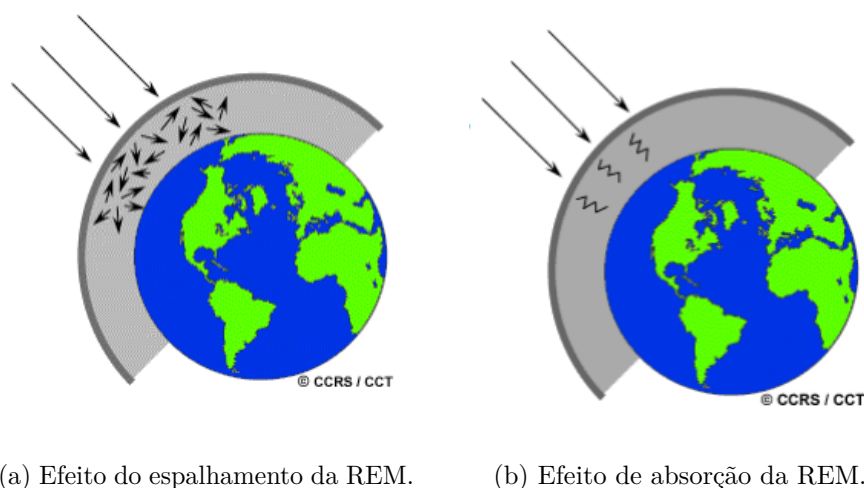 © CCRS / CCT
© CCRS / CCT
(a) Efeito do espalhamento da REM.
(b) Efeito de absorção da REM.